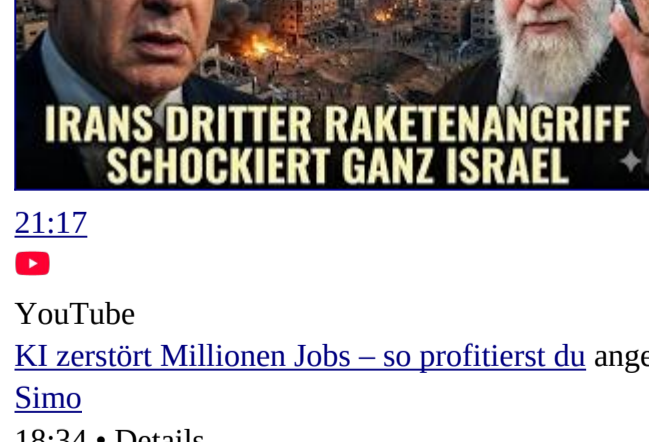 IRANS DRITTER RAKETENANGRIFF
SCHOCKIERT GANZ ISRAEL
21:17
YouTube
KI zerstört Millionen Jobs – so profitierst du
Simo
18:34 • Details